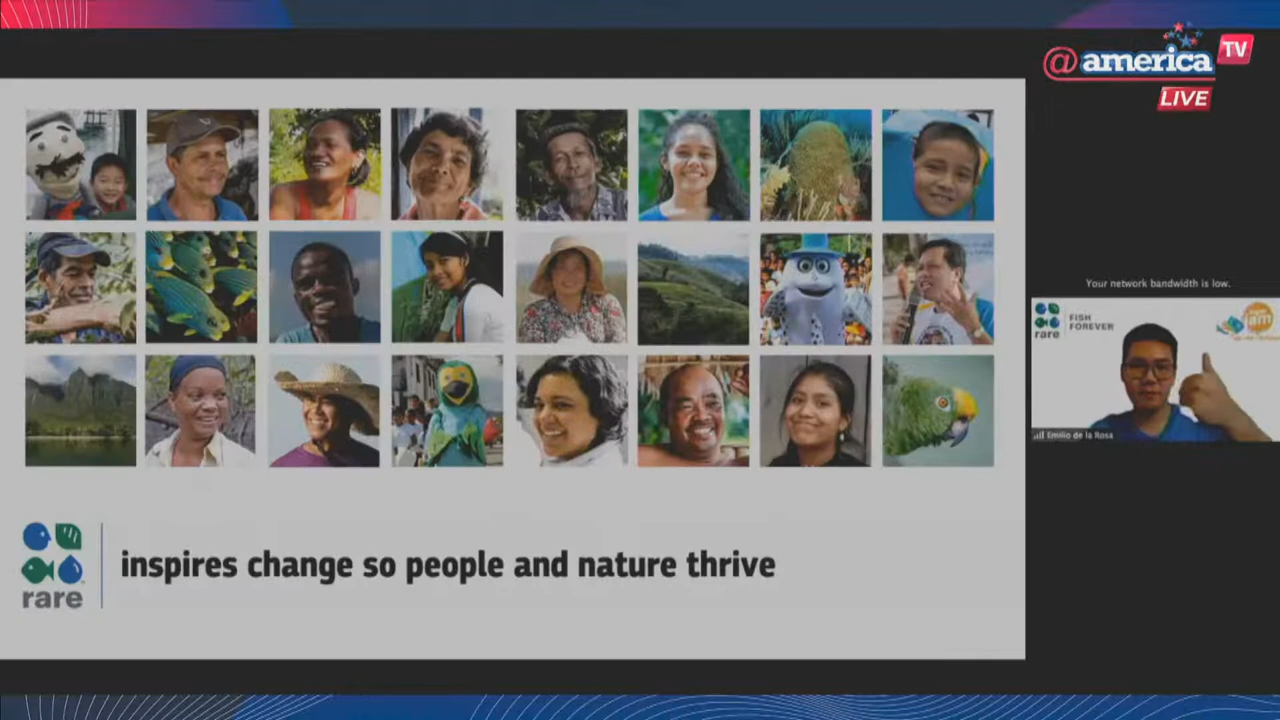 @america TV
LIVE
Your network bandwidth is low.
rare
FISH
FOREVER
jam
Emilio de la Rosa
rare
inspires change so people and nature thrive